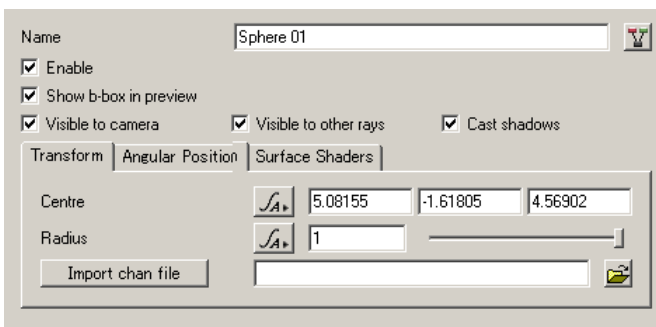 Name Sphere 01
Enable
Show b-box in preview
Visible to camera Visible to other rays Cast shadows
Transform Angular Position Surface Shaders
Centre 5.08155 -1.61805 4.56902
Radius 1
Import chan file